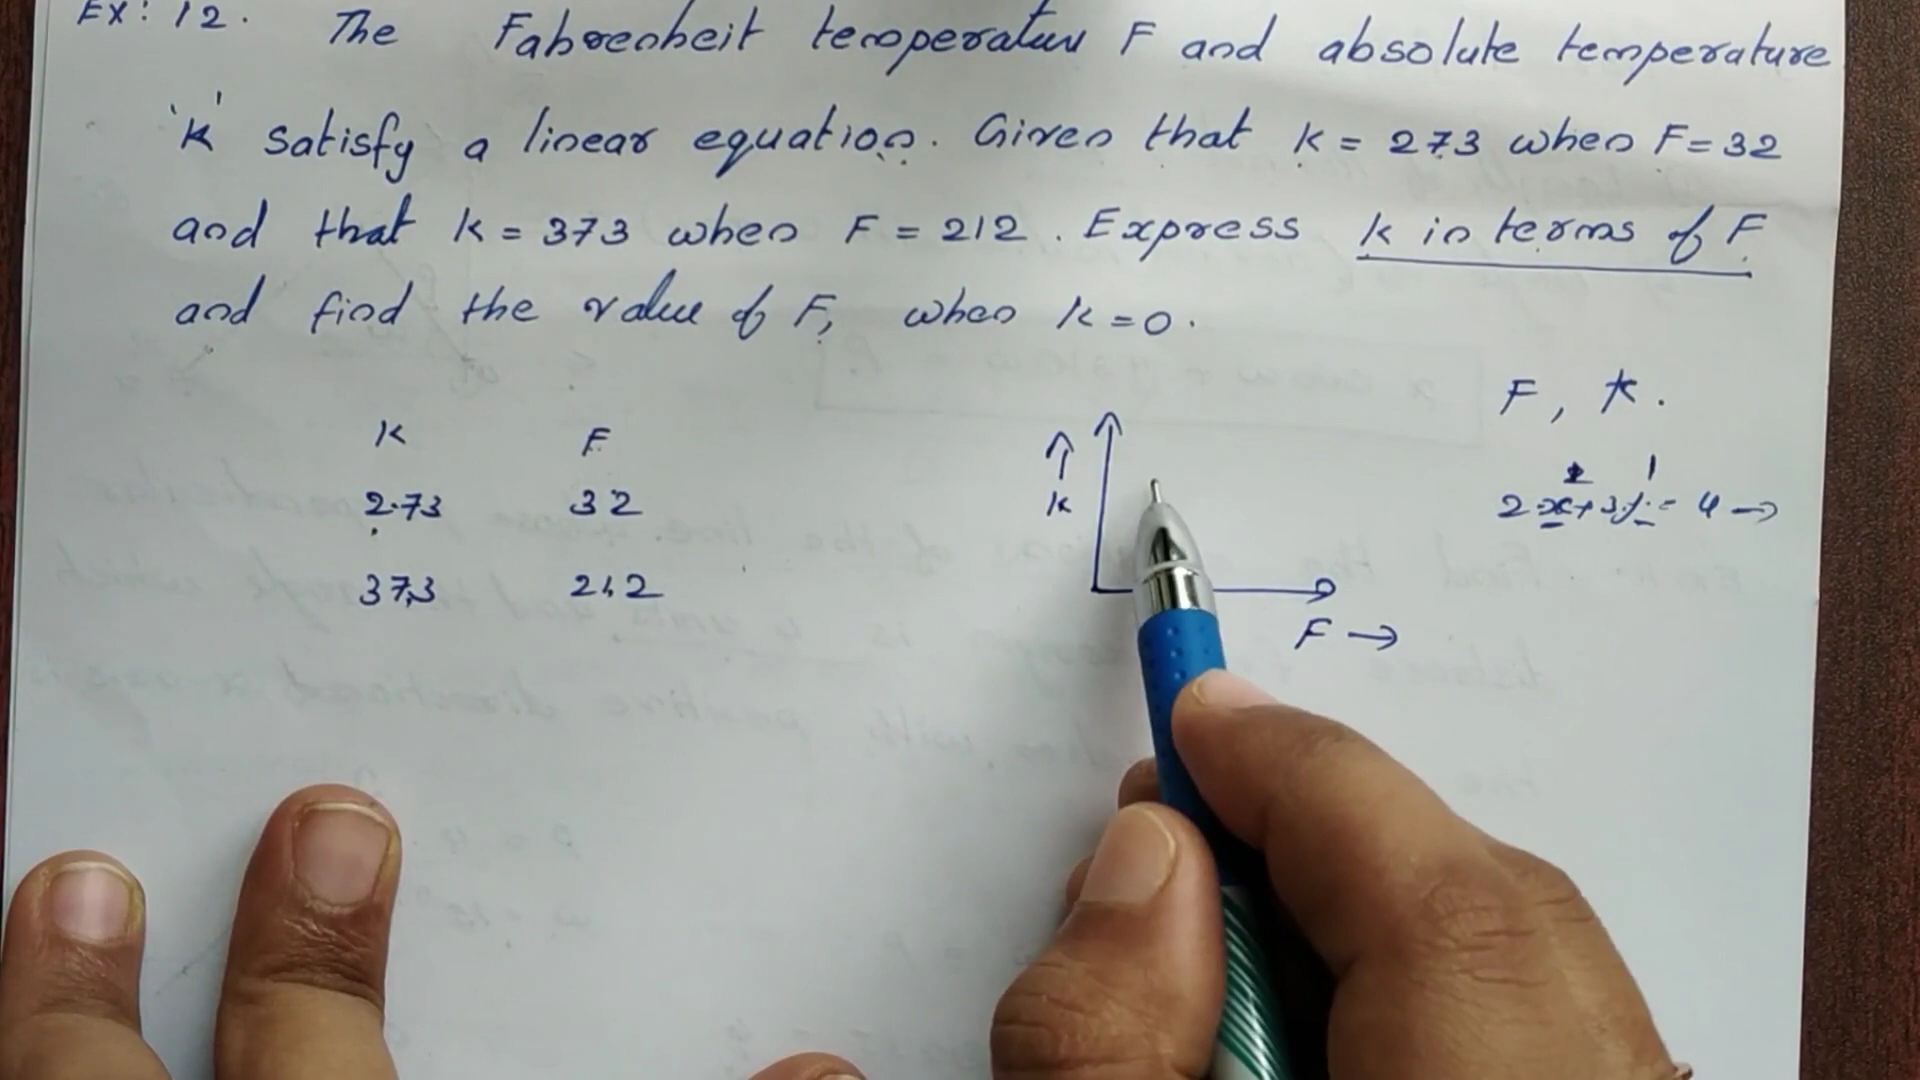 Ex: 12. The Fahrenheit temperature F and absolute temperature
'K' satisfy a linear equation. Given that K = 273 when F = 32
and that K = 373 when F = 212. Express K in terms of F
and find the value of F, when K = 0.
F, K.
K F
273 32
373 212
K
F →
2 1
2x+3y = 4 →